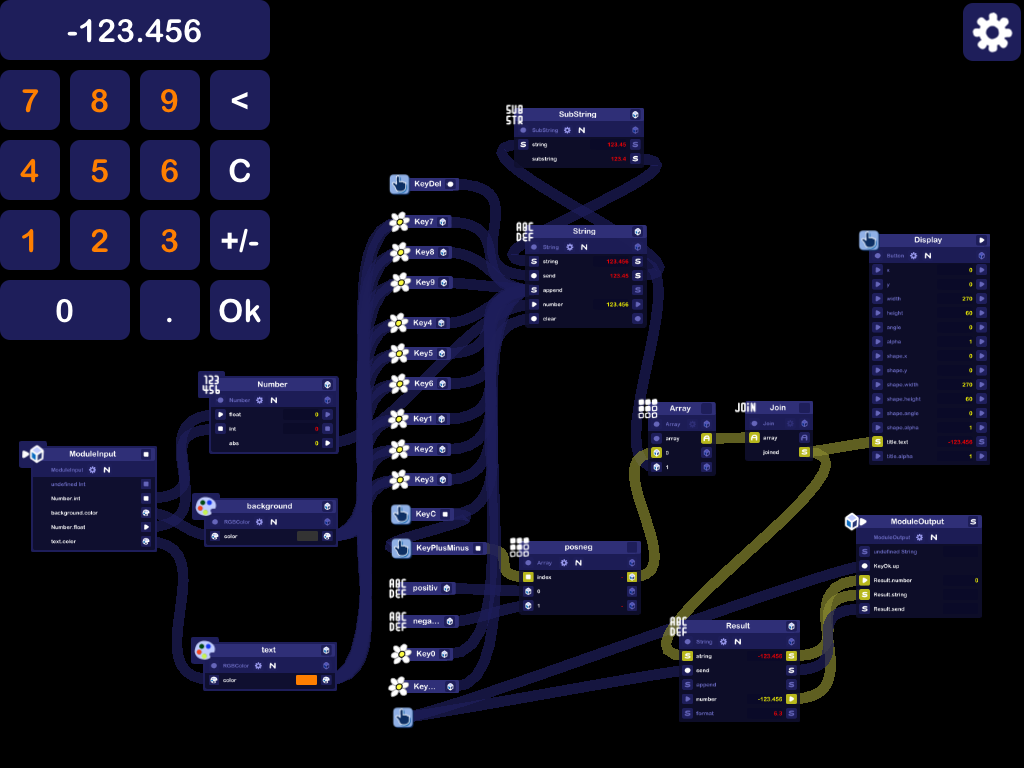 -123.456
7 8 9 <
4 5 6 C
1 2 3 +/-
0 . Ok
SUB STR
SubString
SubString N
S string 123.45 S
substring 123.4 S
KeyDel
Key7
Key8
Key9
Key4
Key5
Key6
Key1
Key2
Key3
KeyC
KeyPlusMinus
ABC DEF
positiv
ABC DEF
nega...
Key0
Key...
ABC DEF
String
String N
S string 123.456 S
send 123.45 S
S append
number 123.456
clear
Display
Button N
x 0
y 0
width 270
height 60
angle 0
alpha 1
shape.x 0
shape.y 0
shape.width 270
shape.height 60
shape.angle 0
shape.alpha 1
S title.text -123.456 S
title.alpha 1
123 456
Number
Number N
float 0
int 0
abs 0
ModuleInput
ModuleInput N
undefined Int
Number.int
background.color
Number.float
text.color
background
RGBColor N
color
text
RGBColor N
color
Array
Array
array A
0
1
JOIN
Join
Join
A array A
joined S
posneg
Array N
index -
0
1 -
ModuleOutput S
ModuleOutput N
S undefined String
KeyOk.up
Result.number 0
S Result.string
S Result.send
ABC DEF
Result
String N
S string -123.456 S
send S
S append S
number -123.456
S format 6.3 S